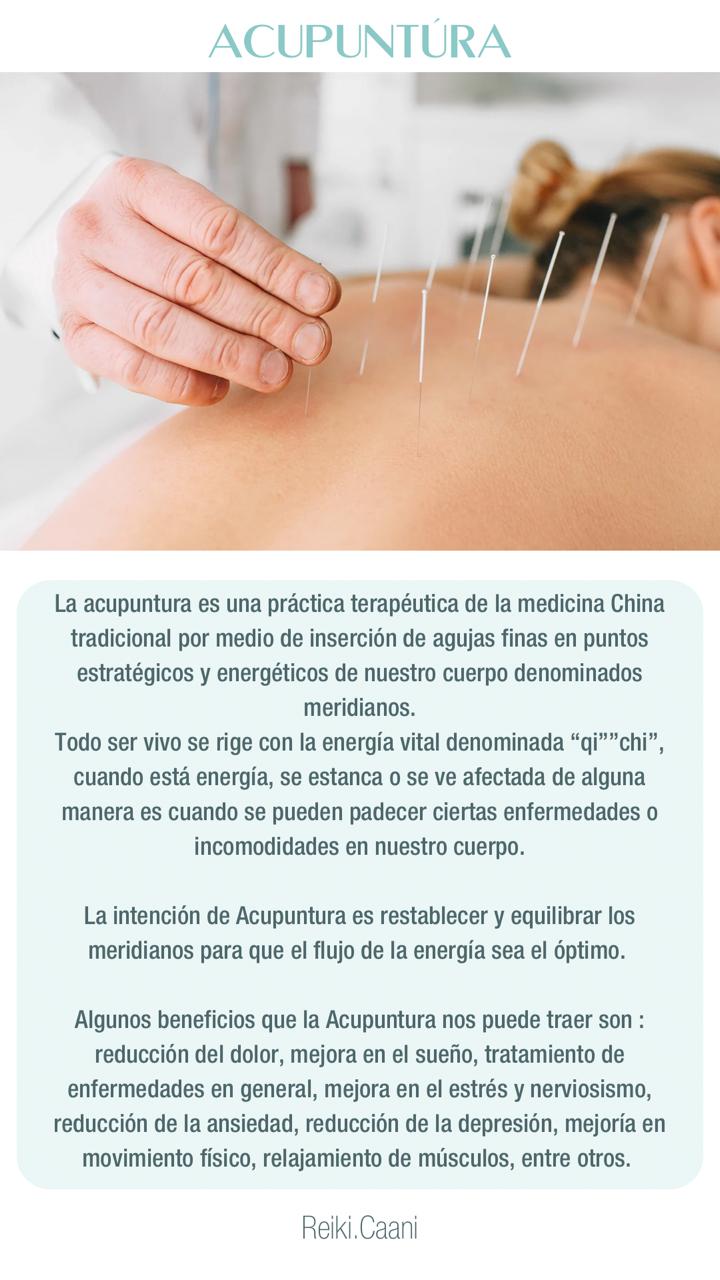 ACUPUNTÚRA
La acupuntura es una práctica terapéutica de la medicina China
tradicional por medio de inserción de agujas finas en puntos
estratégicos y energéticos de nuestro cuerpo denominados
meridianos.
Todo ser vivo se rige con la energía vital denominada “qi””chi”,
cuando está energía, se estanca o se ve afectada de alguna
manera es cuando se pueden padecer ciertas enfermedades o
incomodidades en nuestro cuerpo.
La intención de Acupuntura es restablecer y equilibrar los
meridianos para que el flujo de la energía sea el óptimo.
Algunos beneficios que la Acupuntura nos puede traer son :
reducción del dolor, mejora en el sueño, tratamiento de
enfermedades en general, mejora en el estrés y nerviosismo,
reducción de la ansiedad, reducción de la depresión, mejoría en
movimiento físico, relajamiento de músculos, entre otros.
Reiki.Caani